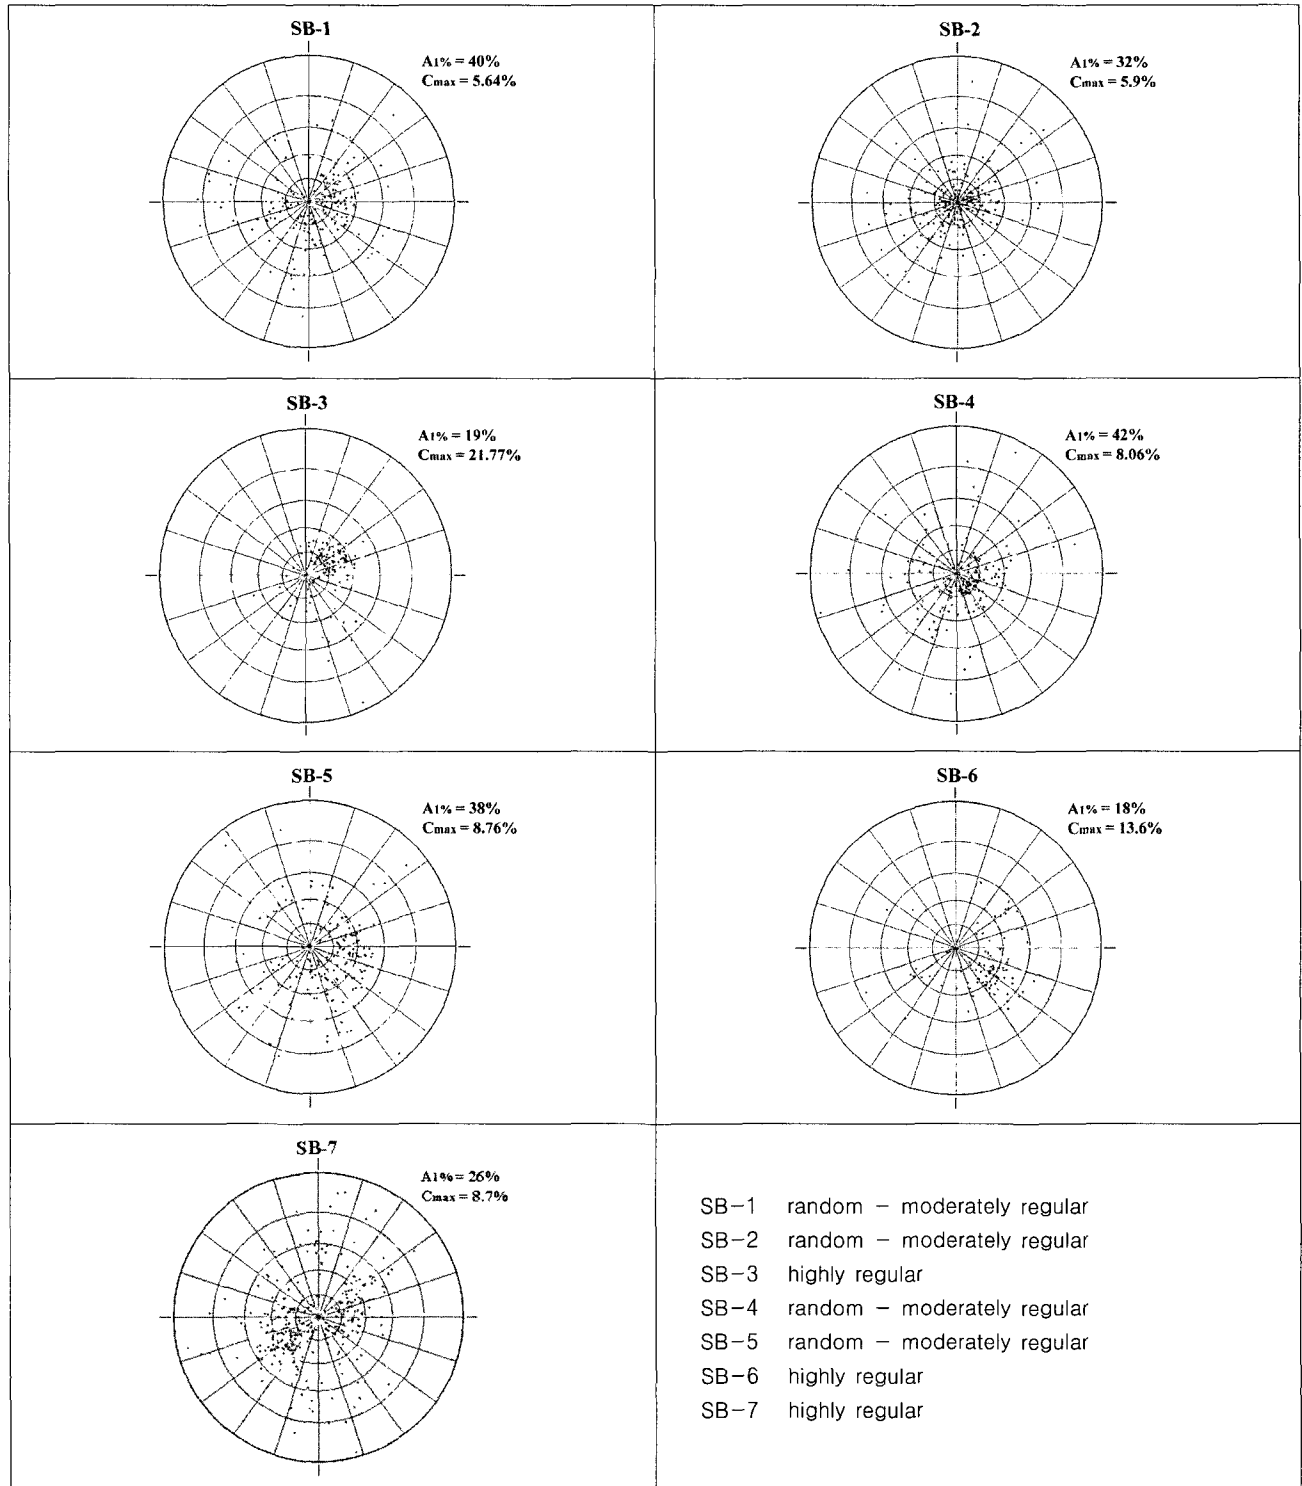 SB-1
A1% = 40%
Cmax = 5.64%
SB-2
A1% = 32%
Cmax = 5.9%
SB-3
A1% = 19%
Cmax = 21.77%
SB-4
A1% = 42%
Cmax = 8.06%
SB-5
A1% = 38%
Cmax = 8.76%
SB-6
A1% = 18%
Cmax = 13.6%
SB-7
A1% = 26%
Cmax = 8.7%
SB-1 random - moderately regular
SB-2 random - moderately regular
SB-3 highly regular
SB-4 random - moderately regular
SB-5 random - moderately regular
SB-6 highly regular
SB-7 highly regular